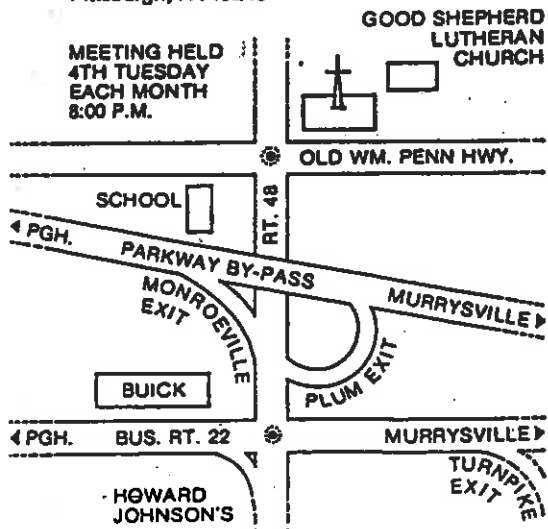 GOOD SHEPHERD
LUTHERAN
CHURCH
MEETING HELD
4TH TUESDAY
EACH MONTH
8:00 P.M.
OLD WM. PENN HWY.
SCHOOL
RT. 48
PGH.
PARKWAY BY-PASS
MURRYSVILLE
MONROEVILLE
EXIT
PLUM EXIT
BUICK
PGH.
BUS. RT. 22
MURRYSVILLE
TURNPIKE
EXIT
HOWARD
JOHNSON'S